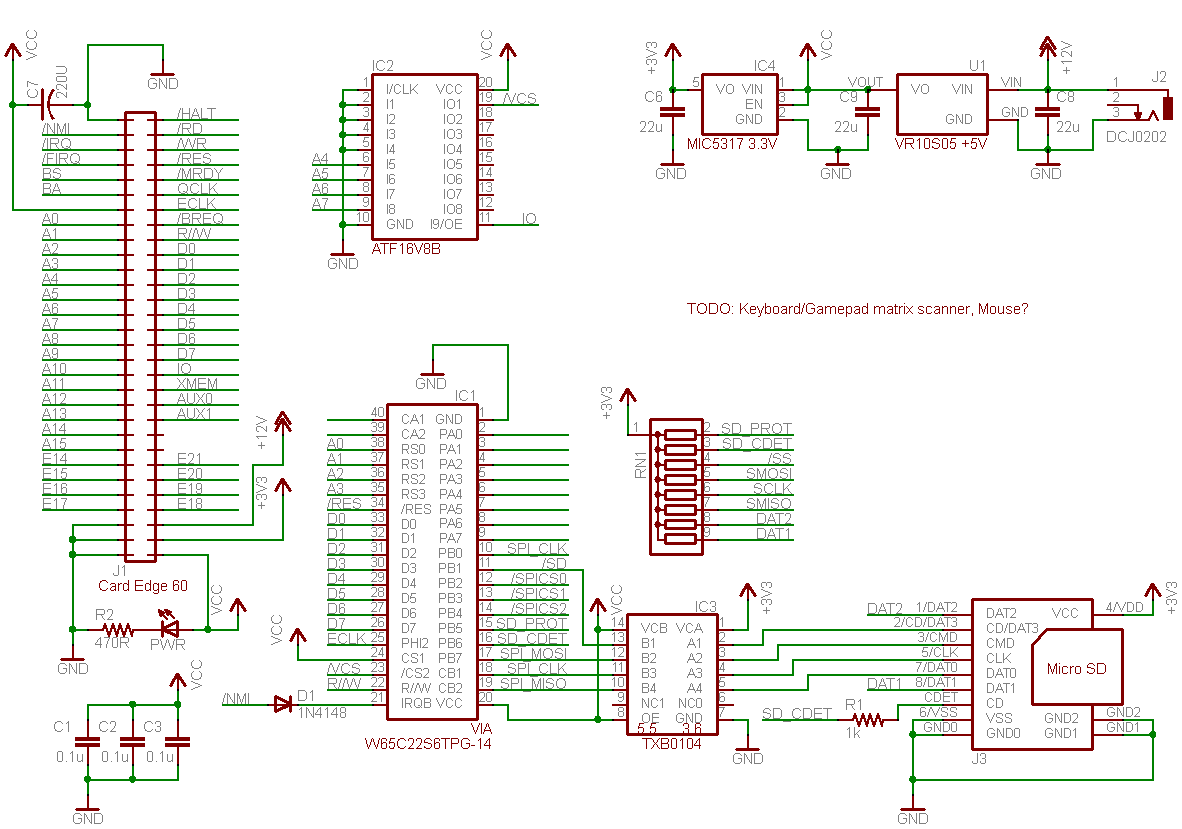 VCC
C7
220U
GND
/HALT
/NMI
/RD
/IRQ
/WR
/FIRQ
/RES
BS
/MRDY
BA
QCLK
ECLK
A0
/BREQ
A1
R//W
A2
D0
A3
D1
A4
D2
A5
D3
A6
D4
A7
D5
A8
D6
A9
D7
A10
IO
A11
XMEM
A12
AUX0
A13
AUX1
A14
A15
E14
E21
E15
E20
E16
E19
E17
E18
+12V
+3V3
J1
Card Edge 60
R2
470R
PWR
VCC
GND
VCC
C1 C2 C3
0.1u 0.1u 0.1u
GND
IC2
VCC
1 I/CLK VCC 20
2 I1 IO1 19 /VCS
3 I2 IO2 18
4 I3 IO3 17
5 I4 IO4 16
A4 6 I5 IO5 15
A5 7 I6 IO6 14
A6 8 I7 IO7 13
A7 9 I8 IO8 12
10 GND I9/OE 11 IO
ATF16V8B
GND
+3V3
IC4
VCC
5 VO VIN 1
EN 3
GND 2
C6
22u
MIC5317 3.3V
GND
VOUT
C9
22u
GND
U1
VO VIN
GND
VR10S05 +5V
VIN
GND
+12V
C8
22u
GND
1
2
3
J2
DCJ0202
TODO: Keyboard/Gamepad matrix scanner, Mouse?
GND
IC1
40 CA1 GND 1
39 CA2 PA0 2
A0 38 RS0 PA1 3
A1 37 RS1 PA2 4
A2 36 RS2 PA3 5
A3 35 RS3 PA4 6
/RES 34 /RES PA5 7
D0 33 D0 PA6 8
D1 32 D1 PA7 9
D2 31 D2 PB0 10 SPI_CLK
D3 30 D3 PB1 11 /SD
D4 29 D4 PB2 12 /SPICS0
D5 28 D5 PB3 13 /SPICS1
D6 27 D6 PB4 14 /SPICS2
D7 26 D7 PB5 15 SD_PROT
ECLK 25 PHI2 PB6 16 SD_CDET
24 CS1 PB7 17 SPI_MOSI
/VCS 23 /CS2 CB1 18 SPI_CLK
R//W 22 R//W CB2 19 SPI_MISO
21 IRQB VCC 20
VCC
/NMI
D1
1N4148
VIA
W65C22S6TPG-14
+3V3
RN1
1
2 SD_PROT
3 SD_CDET
4 /SS
5 SMOSI
6 SCLK
7 SMISO
8 DAT2
9 DAT1
VCC
IC3
+3V3
14 VCB VCA 1
13 B1 A1 2
12 B2 A2 3
11 B3 A3 4
10 B4 A4 5
9 NC1 NC0 6
8 OE GND 7
5.5 3.6
TXB0104
GND
DAT2 1/DAT2 DAT2 VCC 4/VDD
+3V3
2/CD/DAT3 CD/DAT3
3/CMD CMD
5/CLK CLK
7/DAT0 DAT0
DAT1 8/DAT1 DAT1
Micro SD
CDET CD
6/VSS VSS GND2 GND2
GND0 GND0 GND1 GND1
SD_CDET
R1
1k
J3
GND